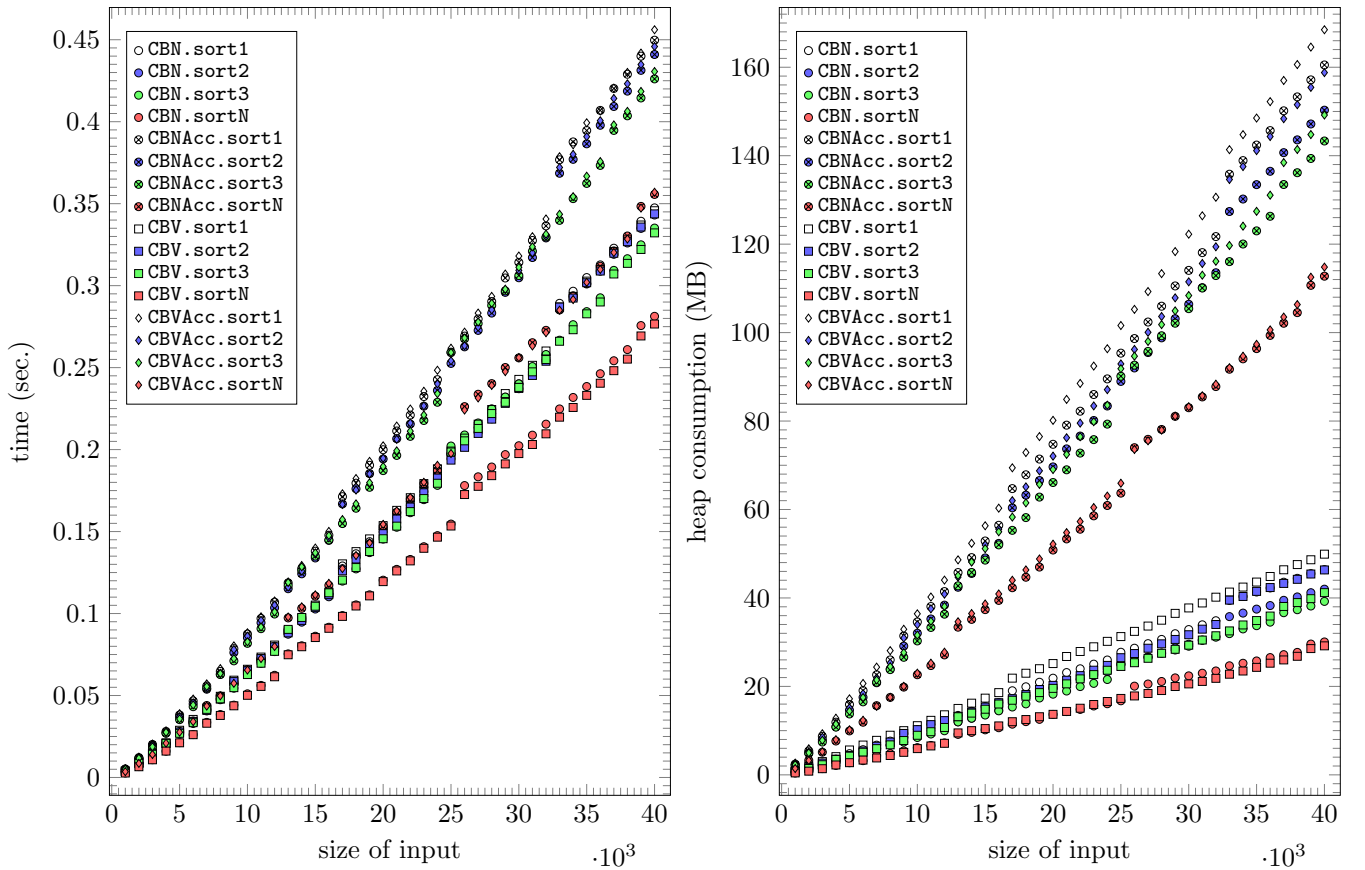 0.45
0.4
0.35
0.3
0.25
0.2
0.15
0.1
0.05
0
time (sec.)
CBN.sort1
CBN.sort2
CBN.sort3
CBN.sortN
CBNAcc.sort1
CBNAcc.sort2
CBNAcc.sort3
CBNAcc.sortN
CBV.sort1
CBV.sort2
CBV.sort3
CBV.sortN
CBVAcc.sort1
CBVAcc.sort2
CBVAcc.sort3
CBVAcc.sortN
0 5 10 15 20 25 30 35 40
size of input
·10³
160
140
120
100
80
60
40
20
0
heap consumption (MB)
CBN.sort1
CBN.sort2
CBN.sort3
CBN.sortN
CBNAcc.sort1
CBNAcc.sort2
CBNAcc.sort3
CBNAcc.sortN
CBV.sort1
CBV.sort2
CBV.sort3
CBV.sortN
CBVAcc.sort1
CBVAcc.sort2
CBVAcc.sort3
CBVAcc.sortN
0 5 10 15 20 25 30 35 40
size of input
·10³